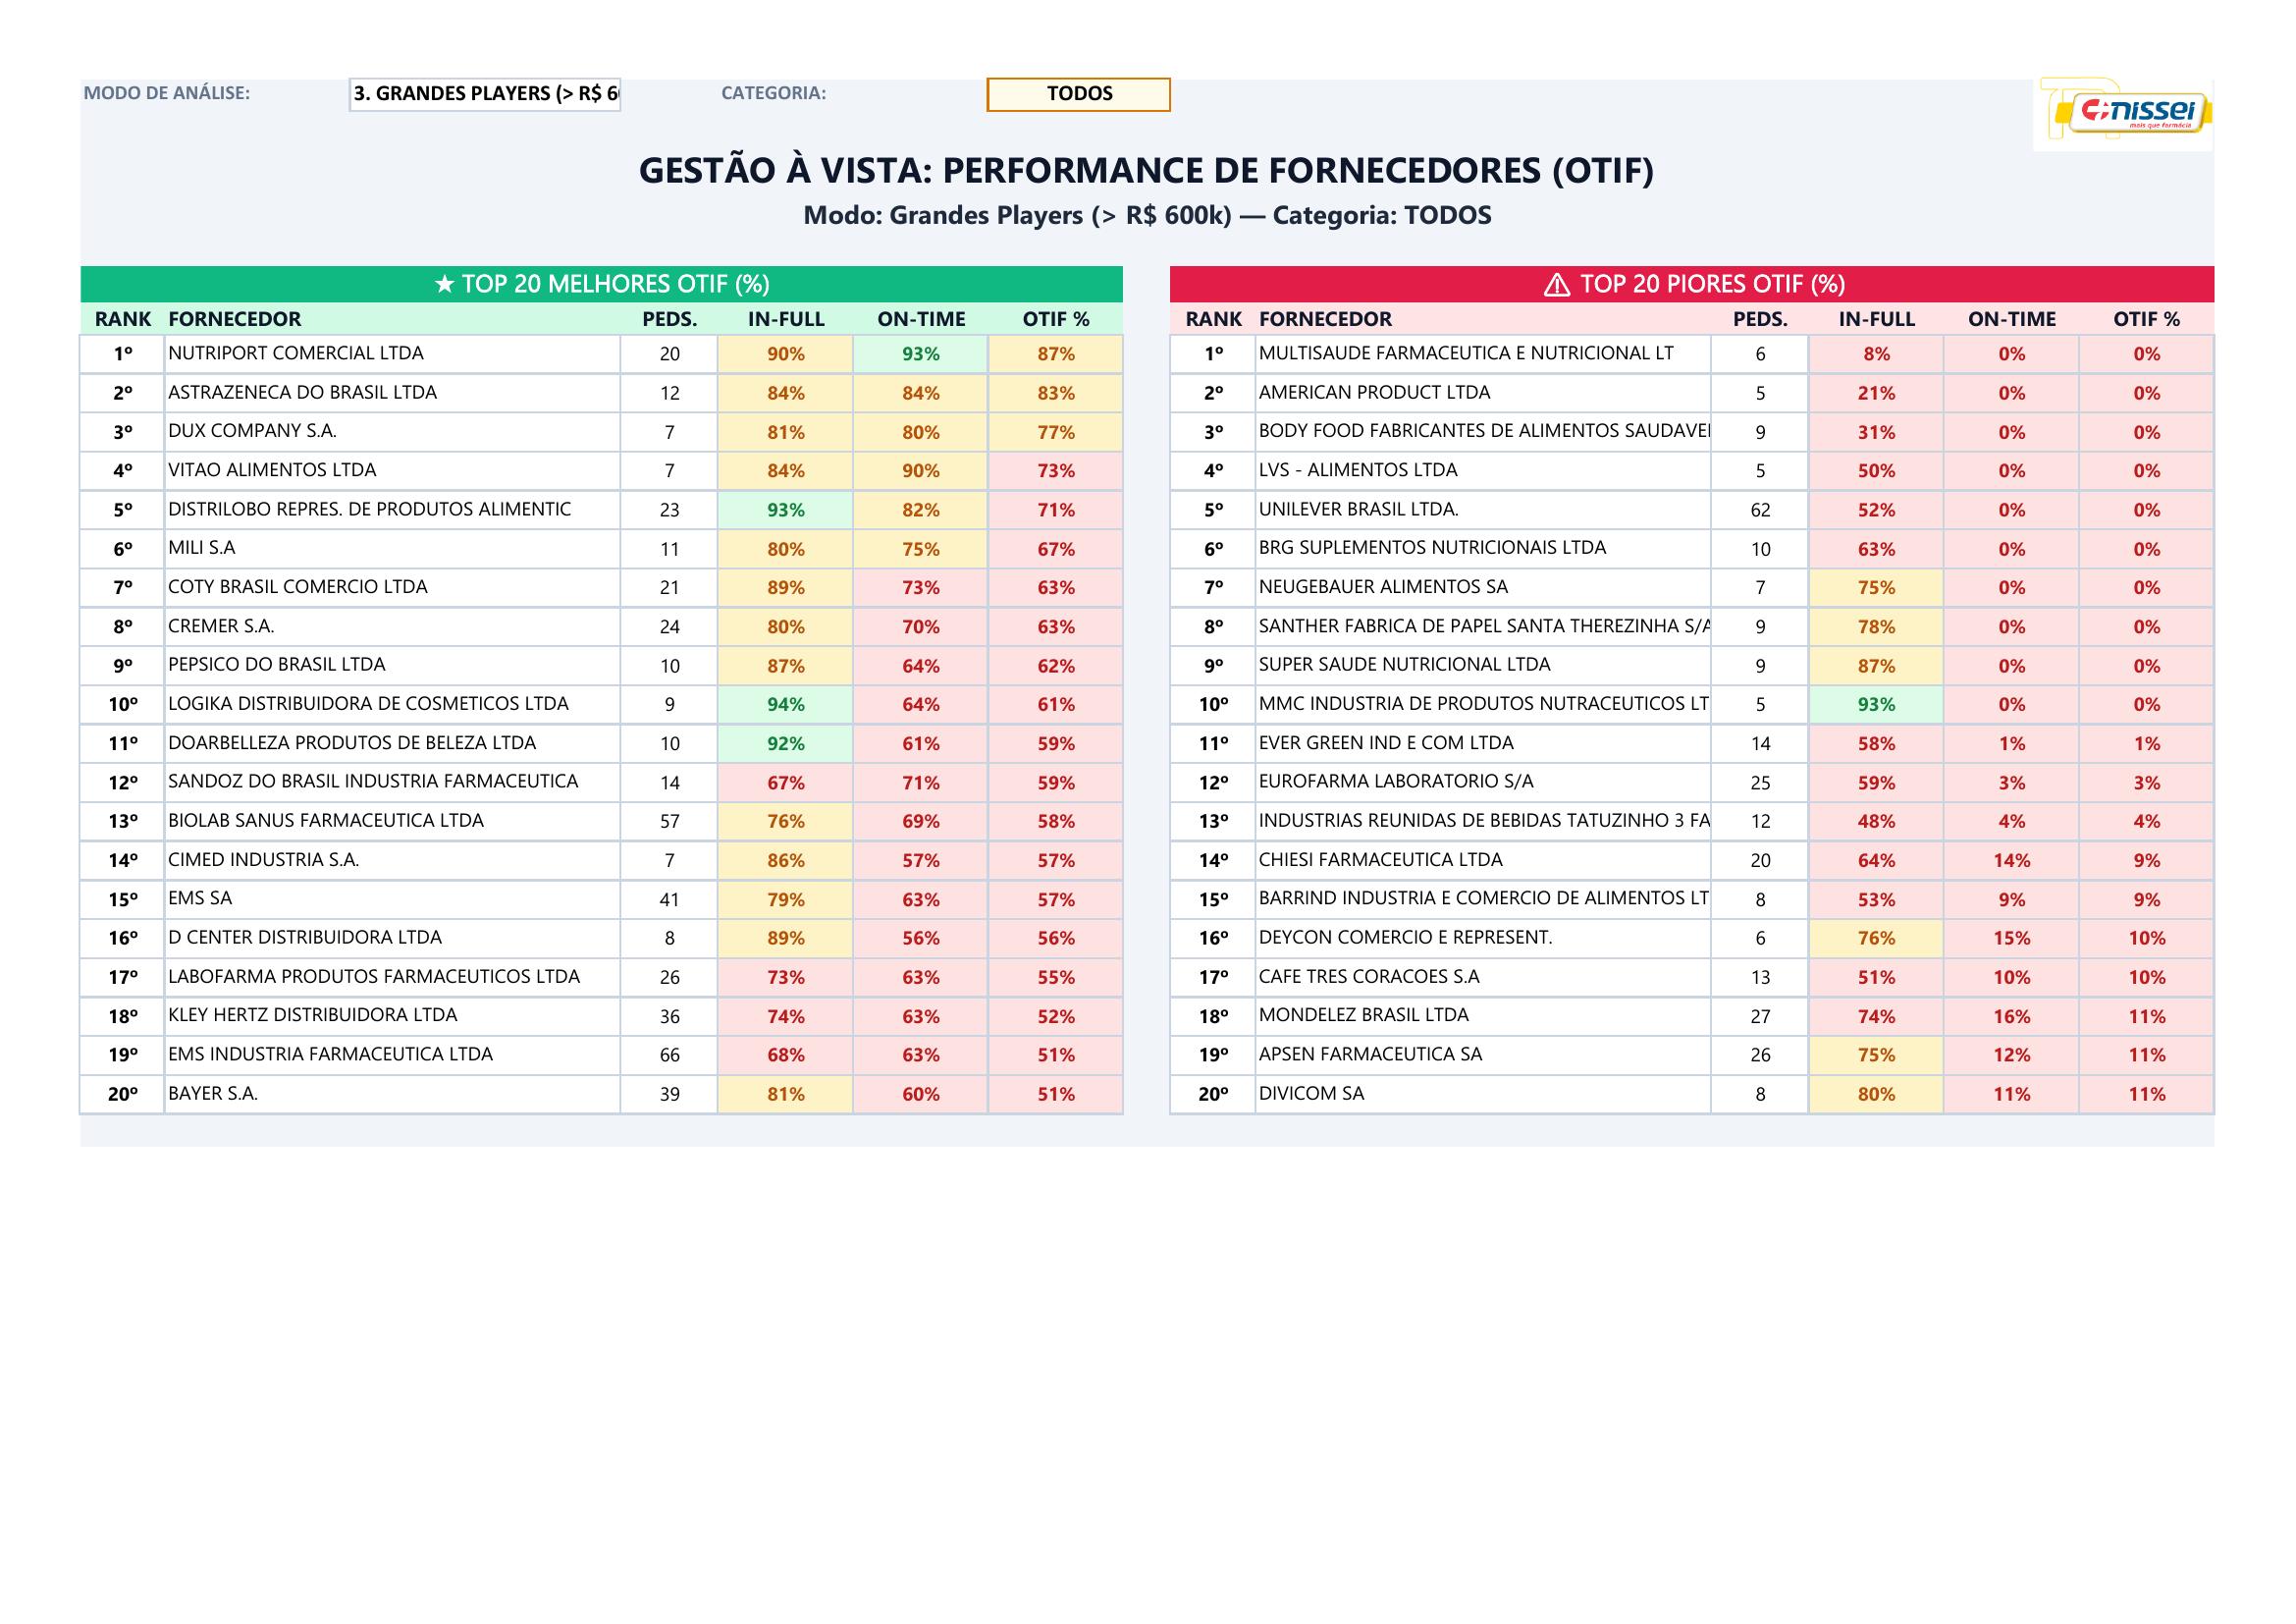 MODO DE ANÁLISE: 3. GRANDES PLAYERS (> R$ 6 CATEGORIA: TODOS
nissei
mais que farmácia
GESTÃO À VISTA: PERFORMANCE DE FORNECEDORES (OTIF)
Modo: Grandes Players (> R$ 600k) — Categoria: TODOS
★ TOP 20 MELHORES OTIF (%)
RANK FORNECEDOR PEDS. IN-FULL ON-TIME OTIF %
1º NUTRIPORT COMERCIAL LTDA 20 90% 93% 87%
2º ASTRAZENECA DO BRASIL LTDA 12 84% 84% 83%
3º DUX COMPANY S.A. 7 81% 80% 77%
4º VITAO ALIMENTOS LTDA 7 84% 90% 73%
5º DISTRILOBO REPRES. DE PRODUTOS ALIMENTIC 23 93% 82% 71%
6º MILI S.A 11 80% 75% 67%
7º COTY BRASIL COMERCIO LTDA 21 89% 73% 63%
8º CREMER S.A. 24 80% 70% 63%
9º PEPSICO DO BRASIL LTDA 10 87% 64% 62%
10º LOGIKA DISTRIBUIDORA DE COSMETICOS LTDA 9 94% 64% 61%
11º DOARBELLEZA PRODUTOS DE BELEZA LTDA 10 92% 61% 59%
12º SANDOZ DO BRASIL INDUSTRIA FARMACEUTICA 14 67% 71% 59%
13º BIOLAB SANUS FARMACEUTICA LTDA 57 76% 69% 58%
14º CIMED INDUSTRIA S.A. 7 86% 57% 57%
15º EMS SA 41 79% 63% 57%
16º D CENTER DISTRIBUIDORA LTDA 8 89% 56% 56%
17º LABOFARMA PRODUTOS FARMACEUTICOS LTDA 26 73% 63% 55%
18º KLEY HERTZ DISTRIBUIDORA LTDA 36 74% 63% 52%
19º EMS INDUSTRIA FARMACEUTICA LTDA 66 68% 63% 51%
20º BAYER S.A. 39 81% 60% 51%
⚠ TOP 20 PIORES OTIF (%)
RANK FORNECEDOR PEDS. IN-FULL ON-TIME OTIF %
1º MULTISAUDE FARMACEUTICA E NUTRICIONAL LT 6 8% 0% 0%
2º AMERICAN PRODUCT LTDA 5 21% 0% 0%
3º BODY FOOD FABRICANTES DE ALIMENTOS SAUDAVEI 9 31% 0% 0%
4º LVS - ALIMENTOS LTDA 5 50% 0% 0%
5º UNILEVER BRASIL LTDA. 62 52% 0% 0%
6º BRG SUPLEMENTOS NUTRICIONAIS LTDA 10 63% 0% 0%
7º NEUGEBAUER ALIMENTOS SA 7 75% 0% 0%
8º SANTHER FABRICA DE PAPEL SANTA THEREZINHA S/A 9 78% 0% 0%
9º SUPER SAUDE NUTRICIONAL LTDA 9 87% 0% 0%
10º MMC INDUSTRIA DE PRODUTOS NUTRACEUTICOS LT 5 93% 0% 0%
11º EVER GREEN IND E COM LTDA 14 58% 1% 1%
12º EUROFARMA LABORATORIO S/A 25 59% 3% 3%
13º INDUSTRIAS REUNIDAS DE BEBIDAS TATUZINHO 3 FA 12 48% 4% 4%
14º CHIESI FARMACEUTICA LTDA 20 64% 14% 9%
15º BARRIND INDUSTRIA E COMERCIO DE ALIMENTOS LT 8 53% 9% 9%
16º DEYCON COMERCIO E REPRESENT. 6 76% 15% 10%
17º CAFE TRES CORACOES S.A 13 51% 10% 10%
18º MONDELEZ BRASIL LTDA 27 74% 16% 11%
19º APSEN FARMACEUTICA SA 26 75% 12% 11%
20º DIVICOM SA 8 80% 11% 11%